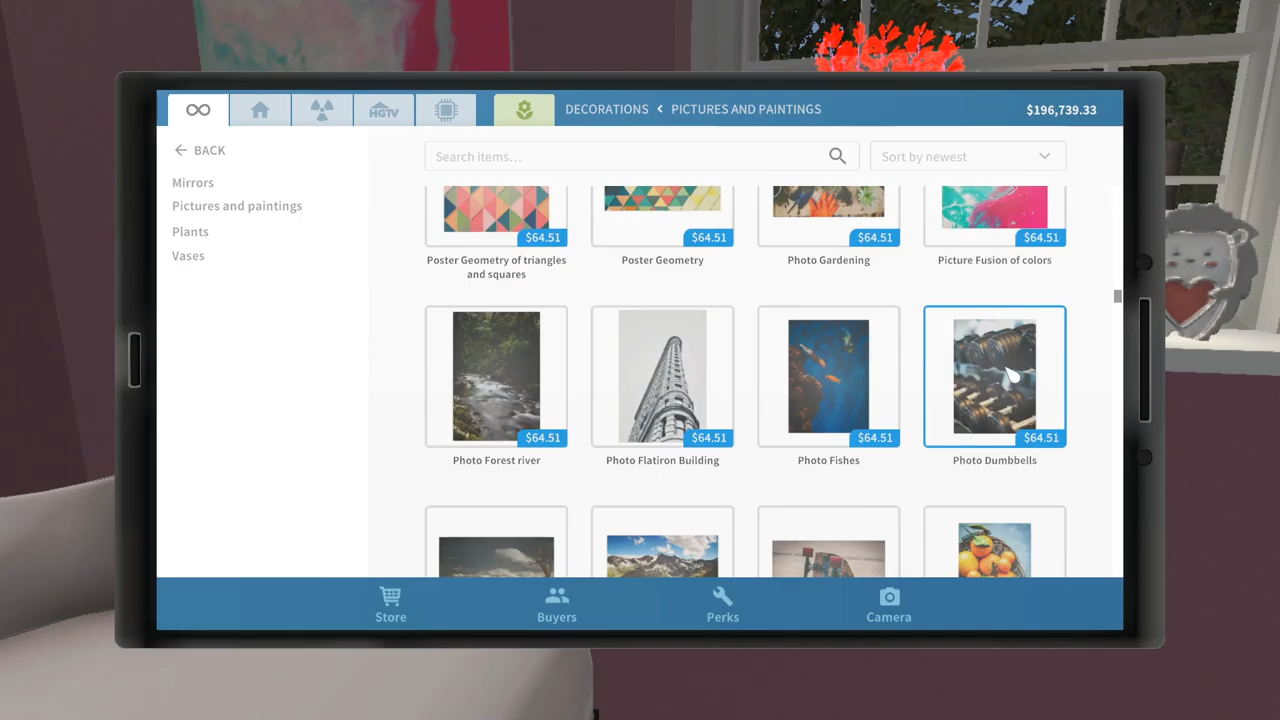 HGTV
DECORATIONS < PICTURES AND PAINTINGS
$196,739.33
BACK
Search items...
Sort by newest
Mirrors
Pictures and paintings
Plants
Vases
$64.51
$64.51
$64.51
$64.51
Poster Geometry of triangles
and squares
Poster Geometry
Photo Gardening
Picture Fusion of colors
$64.51
$64.51
$64.51
$64.51
Photo Forest river
Photo Flatiron Building
Photo Fishes
Photo Dumbbells
Store
Buyers
Perks
Camera